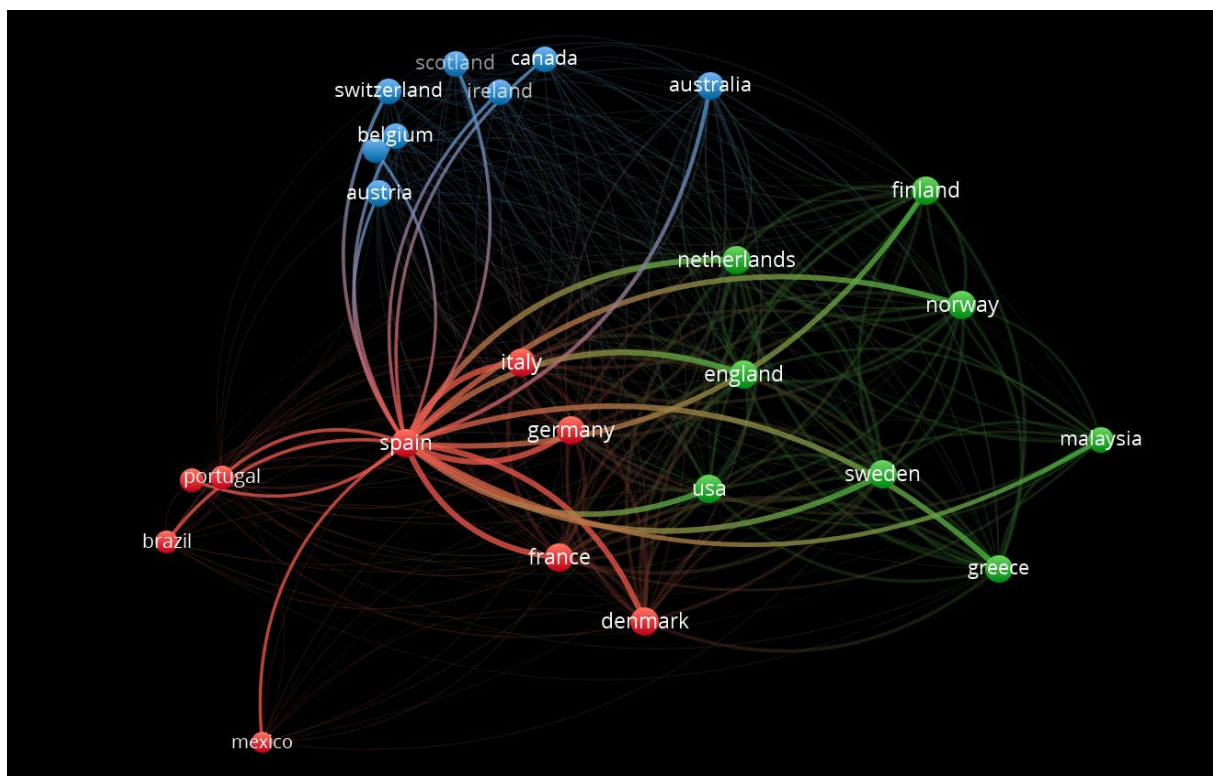 canada
scotland
australia
switzerland
ireland
belgium
austria
finland
netherlands
norway
italy
england
germany
spain
malaysia
portugal
sweden
usa
brazil
france
greece
denmark
mexico